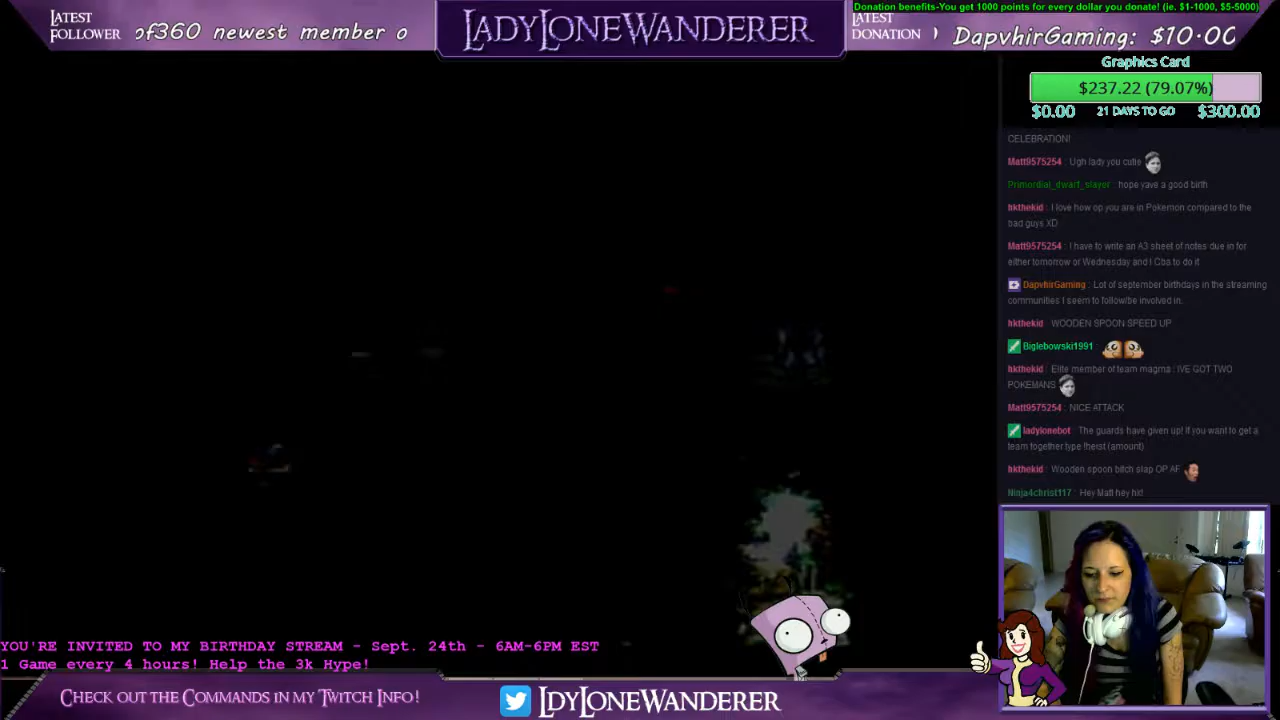 Donation benefits-You get 1000 points for every dollar you donate! (ie. $1-1000, $5-5000)
LATEST FOLLOWER
of360 newest member o
LADYLONEWANDERER
LATEST DONATION
DapvhirGaming: $10.00
Graphics Card
$237.22 (79.07%)
$0.00 21 DAYS TO GO $300.00
CELEBRATION!
Matt9575254 : Ugh lady you cutie
Primordial_dwarf_slayer : hope yave a good birth
hkthekid : I love how op you are in Pokemon compared to the
bad guys XD
Matt9575254 : I have to write an A3 sheet of notes due in for
either tomorrow or Wednesday and I Cba to do it
DapvhirGaming : Lot of september birthdays in the streaming
communities I seem to follow/be involved in.
hkthekid : WOODEN SPOON SPEED UP
Biglebowski1991 :
hkthekid : Elite member of team magma : IVE GOT TWO
POKEMANS
Matt9575254 : NICE ATTACK
ladylonebot : The guards have given up! If you want to get a
team together type !heist (amount)
hkthekid : Wooden spoon bitch slap OP AF
Ninja4christ117 : Hey Matt hey hk!
YOU'RE INVITED TO MY BIRTHDAY STREAM - Sept. 24th - 6AM-6PM EST
1 Game every 4 hours! Help the 3k Hype!
CHECK OUT THE COMMANDS IN MY TWITCH INFO!
LDYLONEWANDERER